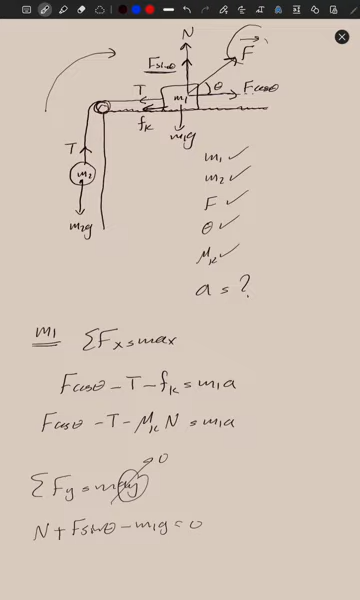 N
F
Fsinθ
T
m₁
θ
Fcosθ
fₖ
m₁g
T
m₂
m₂g
m₁ ✓
m₂ ✓
F ✓
θ ✓
μₖ ✓
a = ?
m₁
ΣFx = max
Fcosθ - T - fₖ = m₁a
Fcosθ - T - μₖN = m₁a
ΣFy = may → 0
N + Fsinθ - m₁g = 0